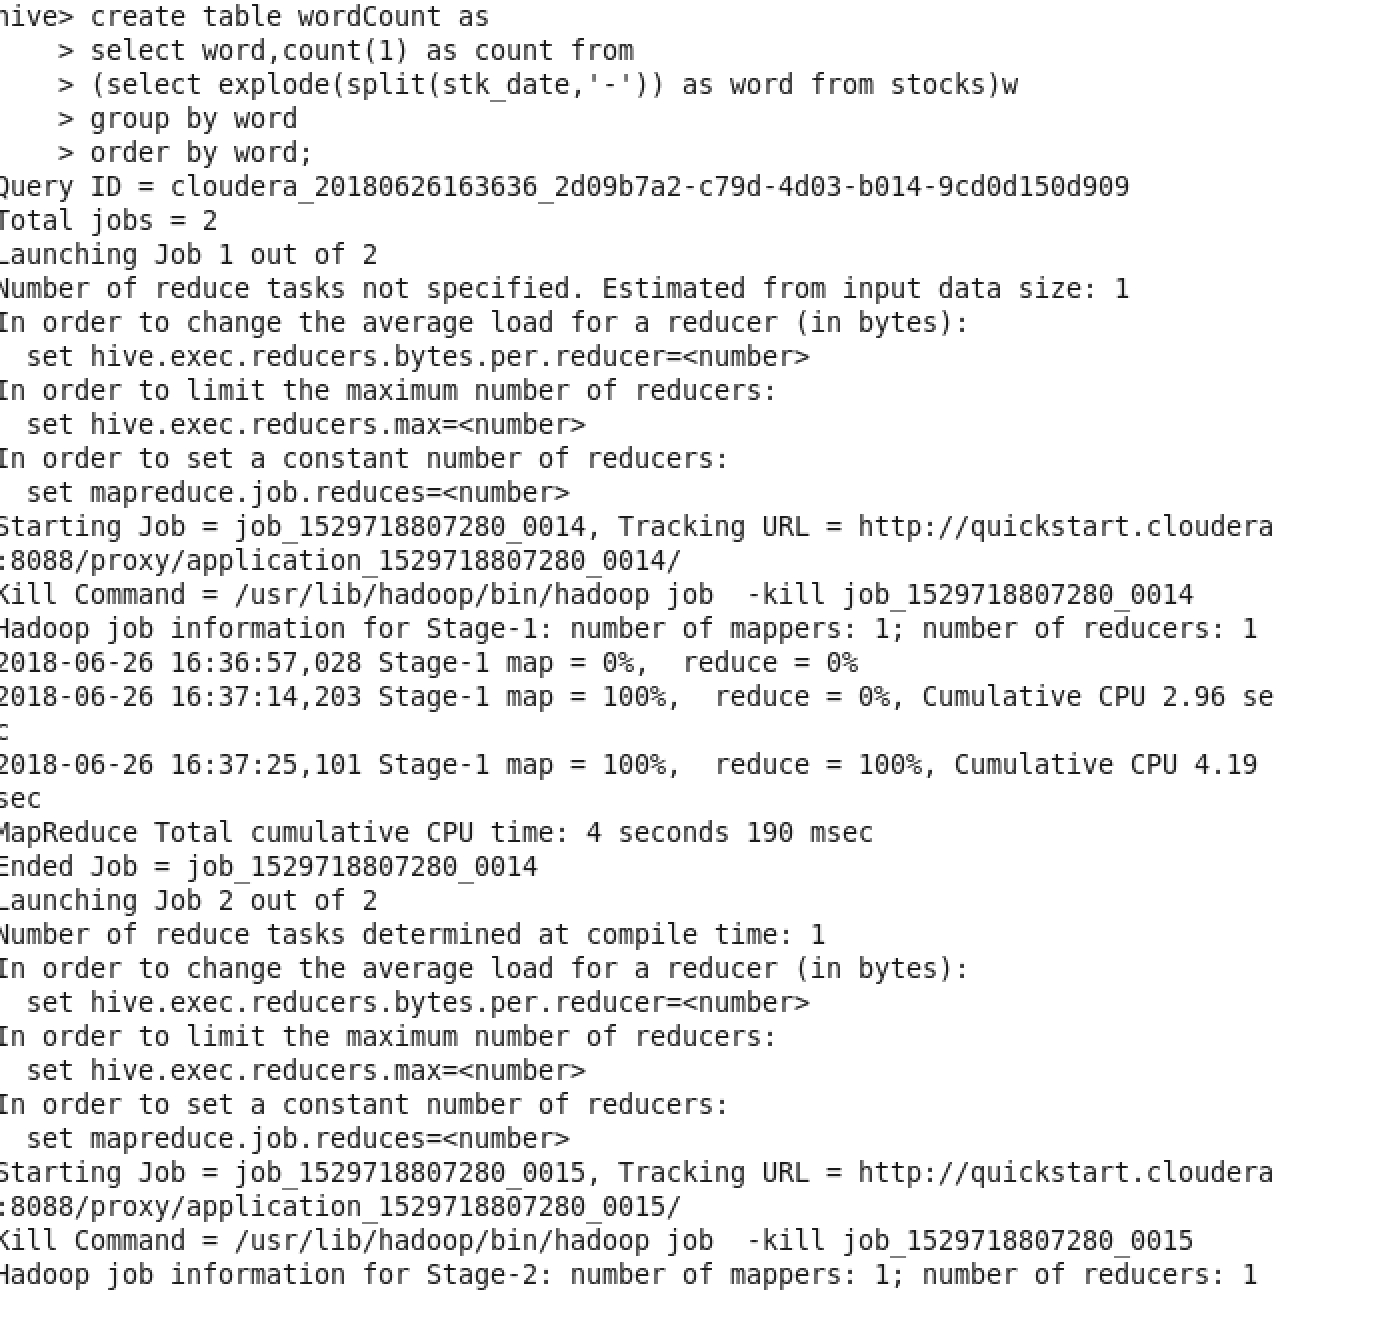 hive> create table wordCount as
    > select word,count(1) as count from
    > (select explode(split(stk_date,'-')) as word from stocks)w
    > group by word
    > order by word;
Query ID = cloudera_20180626163636_2d09b7a2-c79d-4d03-b014-9cd0d150d909
Total jobs = 2
Launching Job 1 out of 2
Number of reduce tasks not specified. Estimated from input data size: 1
In order to change the average load for a reducer (in bytes):
  set hive.exec.reducers.bytes.per.reducer=<number>
In order to limit the maximum number of reducers:
  set hive.exec.reducers.max=<number>
In order to set a constant number of reducers:
  set mapreduce.job.reduces=<number>
Starting Job = job_1529718807280_0014, Tracking URL = http://quickstart.cloudera
:8088/proxy/application_1529718807280_0014/
Kill Command = /usr/lib/hadoop/bin/hadoop job  -kill job_1529718807280_0014
Hadoop job information for Stage-1: number of mappers: 1; number of reducers: 1
2018-06-26 16:36:57,028 Stage-1 map = 0%,  reduce = 0%
2018-06-26 16:37:14,203 Stage-1 map = 100%,  reduce = 0%, Cumulative CPU 2.96 se
c
2018-06-26 16:37:25,101 Stage-1 map = 100%,  reduce = 100%, Cumulative CPU 4.19
sec
MapReduce Total cumulative CPU time: 4 seconds 190 msec
Ended Job = job_1529718807280_0014
Launching Job 2 out of 2
Number of reduce tasks determined at compile time: 1
In order to change the average load for a reducer (in bytes):
  set hive.exec.reducers.bytes.per.reducer=<number>
In order to limit the maximum number of reducers:
  set hive.exec.reducers.max=<number>
In order to set a constant number of reducers:
  set mapreduce.job.reduces=<number>
Starting Job = job_1529718807280_0015, Tracking URL = http://quickstart.cloudera
:8088/proxy/application_1529718807280_0015/
Kill Command = /usr/lib/hadoop/bin/hadoop job  -kill job_1529718807280_0015
Hadoop job information for Stage-2: number of mappers: 1; number of reducers: 1